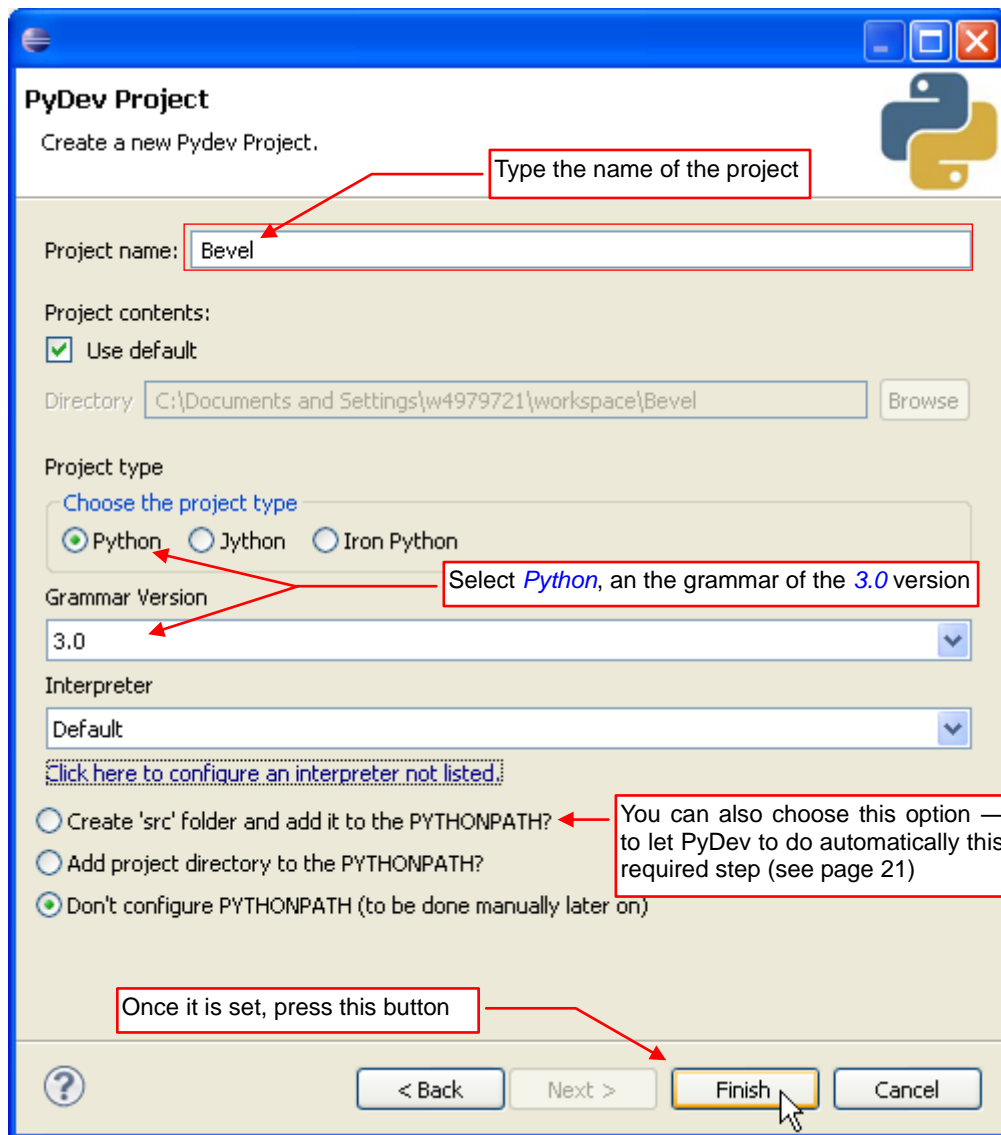 PyDev Project
Create a new Pydev Project.
Type the name of the project
Project name: Bevel
Project contents:
Use default
Directory C:\Documents and Settings\w4979721\workspace\Bevel Browse
Project type
Choose the project type
Python Jython Iron Python
Select Python, an the grammar of the 3.0 version
Grammar Version
3.0
Interpreter
Default
Click here to configure an interpreter not listed.
Create 'src' folder and add it to the PYTHONPATH?
You can also choose this option —
to let PyDev to do automatically this
required step (see page 21)
Add project directory to the PYTHONPATH?
Don't configure PYTHONPATH (to be done manually later on)
Once it is set, press this button
? < Back Next > Finish Cancel